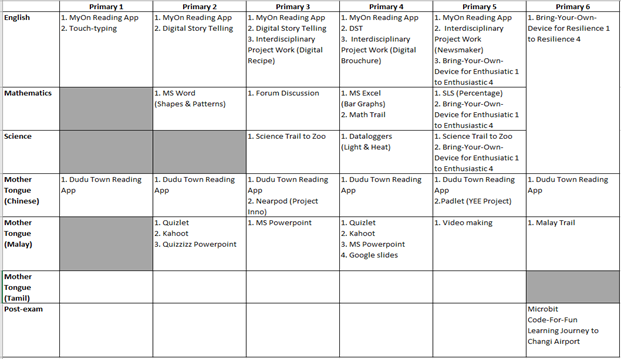 Primary 1 Primary 2 Primary 3 Primary 4 Primary 5 Primary 6
English
1. MyOn Reading App
2. Touch-typing
1. MyOn Reading App
2. Digital Story Telling
1. MyOn Reading App
2. Digital Story Telling
3. Interdisciplinary
Project Work (Digital
Recipe)
1. MyOn Reading App
2. DST
3. Interdisciplinary
Project Work (Digital
Brouchure)
1. MyOn Reading App
2. Interdisciplinary
Project Work
(Newsmaker)
3. Bring-Your-Own-
Device for Enthusiastic 1
to Enthusiastic 4
1. Bring-Your-Own-
Device for Resilience 1
to Resilience 4
Mathematics
1. MS Word
(Shapes & Patterns)
1. Forum Discussion
1. MS Excel
(Bar Graphs)
2. Math Trail
1. SLS (Percentage)
2. Bring-Your-Own-
Device for Enthusiastic 1
to Enthusiastic 4
Science
1. Science Trail to Zoo
1. Dataloggers
(Light & Heat)
1. Science Trail to Zoo
2. Bring-Your-Own-
Device for Enthusiastic 1
to Enthusiastic 4
Mother
Tongue
(Chinese)
1. Dudu Town Reading
App
1. Dudu Town Reading
App
1. Dudu Town Reading
App
2. Nearpod (Project
Inno)
1. Dudu Town Reading
App
1. Dudu Town Reading
App
2.Padlet (YEE Project)
1. Dudu Town Reading
App
Mother
Tongue
(Malay)
1. Quizlet
2. Kahoot
3. Quizzizz Powerpoint
1. MS Powerpoint
1. Quizlet
2. Kahoot
3. MS Powerpoint
4. Google slides
1. Video making
1. Malay Trail
Mother
Tongue
(Tamil)
Post-exam
Microbit
Code-For-Fun
Learning Journey to
Changi Airport